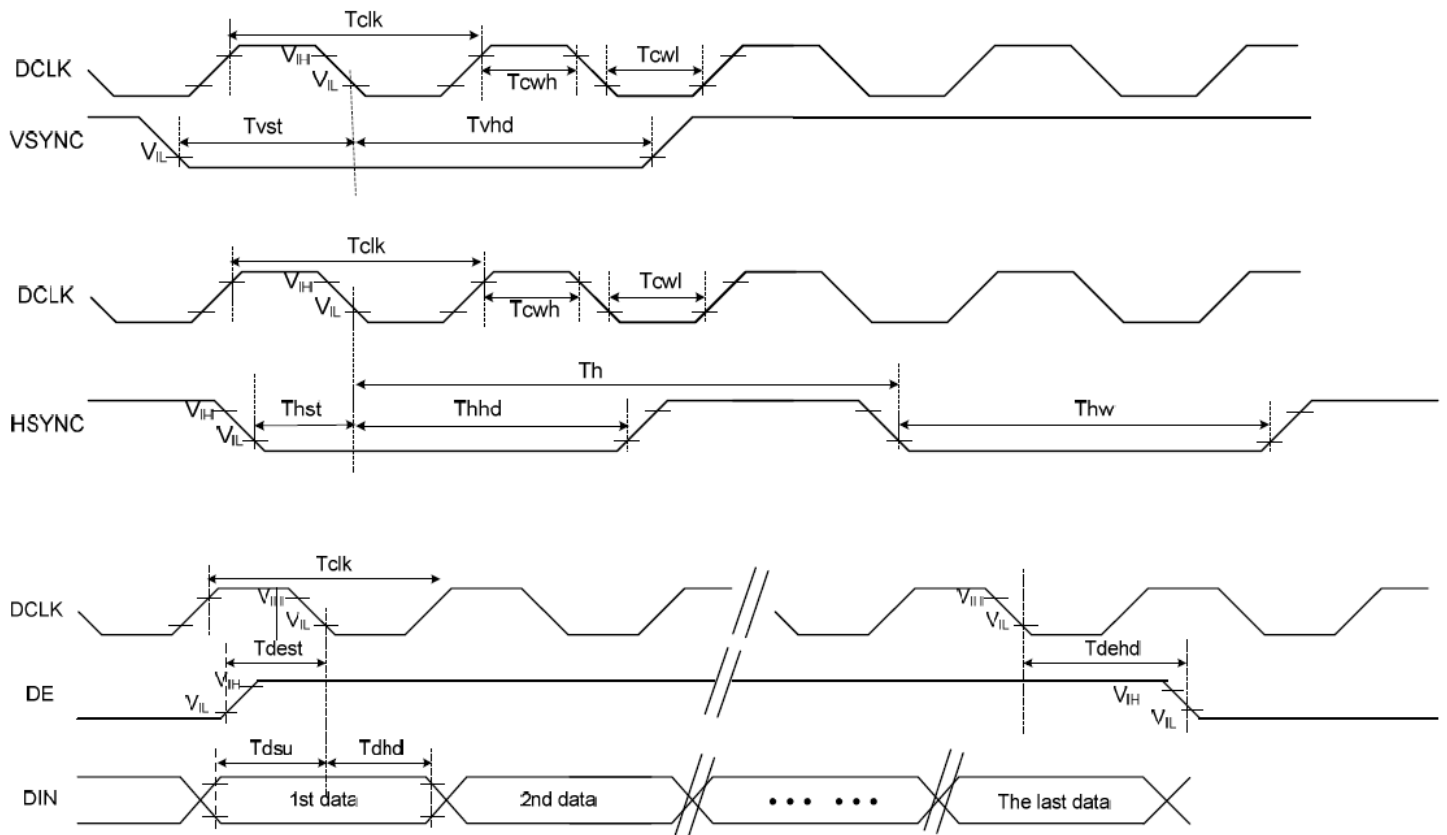 Tclk
DCLK
VIH
VIL
Tcwh
Tcwl
VSYNC
VIL
Tvst
Tvhd
Tclk
DCLK
VIH
VIL
Tcwh
Tcwl
Th
HSYNC
VIH
VIL
Thst
Thhd
Thw
Tclk
DCLK
VIH
VIL
VIH
VIL
Tdest
Tdehd
DE
VIH
VIL
VIH
VIL
Tdsu
Tdhd
DIN
1st data
2nd data
••• •••
The last data